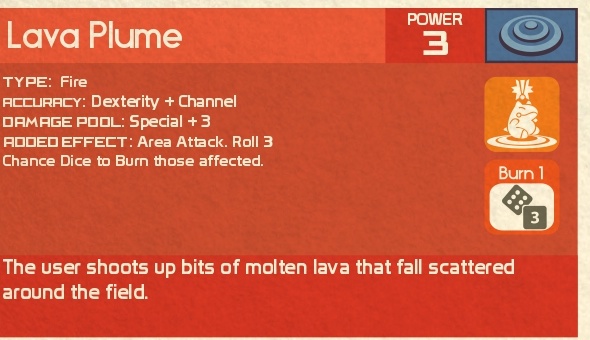 Lava Plume
POWER
3
TYPE: Fire
ACCURACY: Dexterity + Channel
DAMAGE POOL: Special + 3
ADDED EFFECT: Area Attack. Roll 3
Chance Dice to Burn those affected.
Burn 1
3
The user shoots up bits of molten lava that fall scattered
around the field.